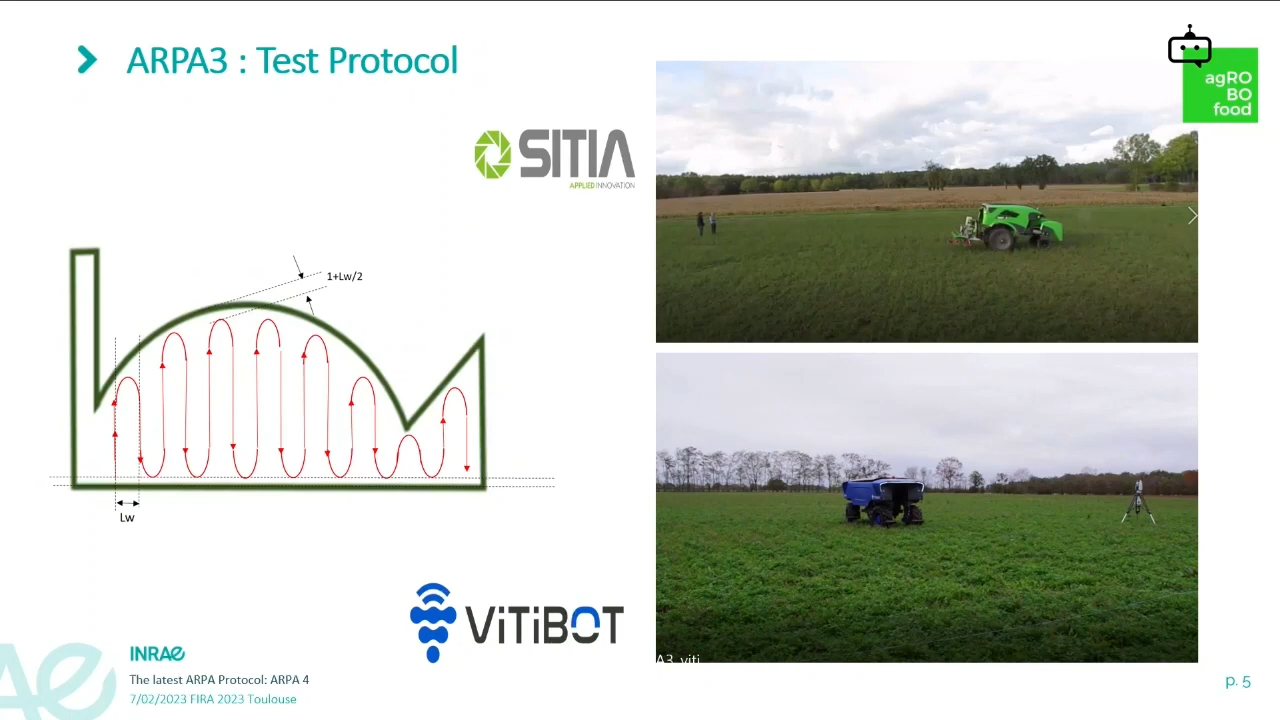 ARPA3 : Test Protocol
SITIA
APPLIED INNOVATION
agRO
BO
food
1+Lw/2
Lw
ViTiBOT
A3_viti
INRAE
The latest ARPA Protocol: ARPA 4
7/02/2023 FIRA 2023 Toulouse
p. 5